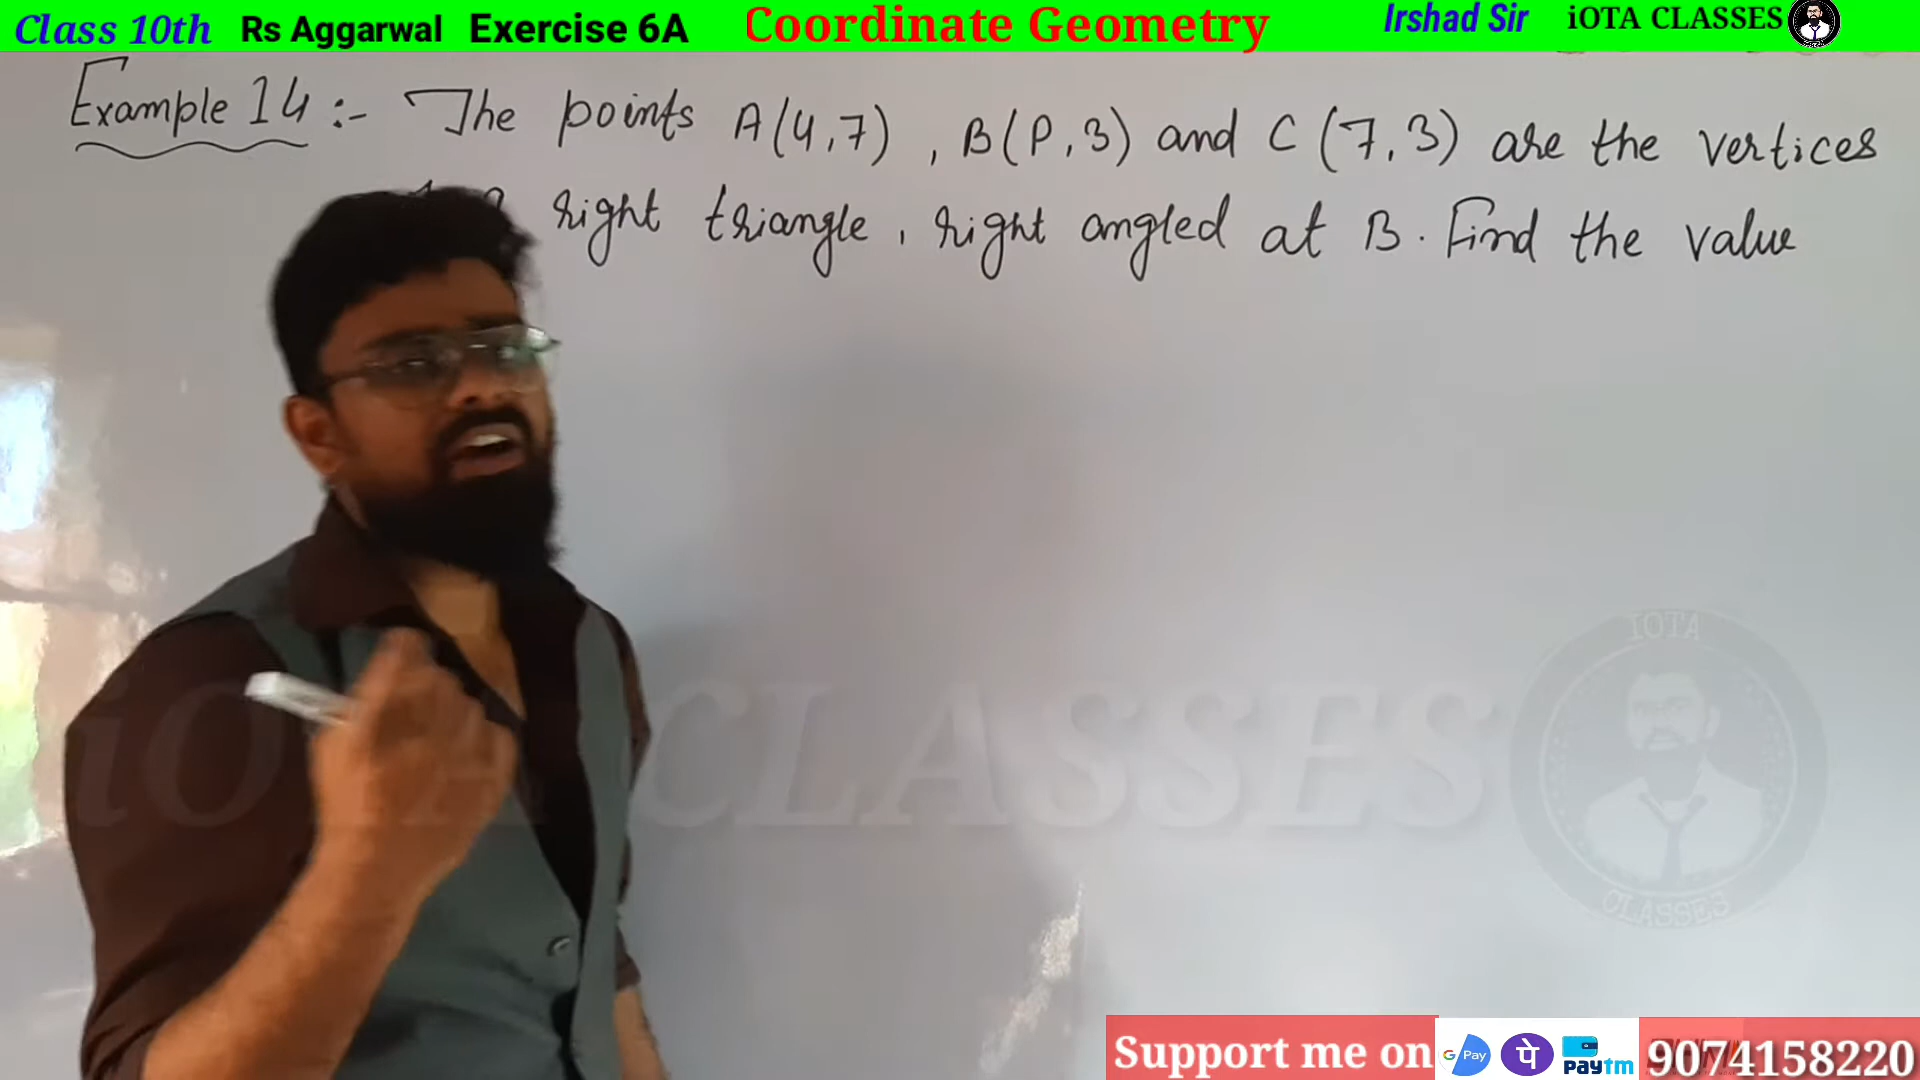 Class 10th Rs Aggarwal Exercise 6A Coordinate Geometry Irshad Sir iOTA CLASSES
Example 14 :- The points A(4,7) , B(P,3) and C(7,3) are the vertices
right triangle, right angled at B. Find the value
iOTA CLASSES
IOTA
CLASSES
Support me on G Pay पे paytm 9074158220